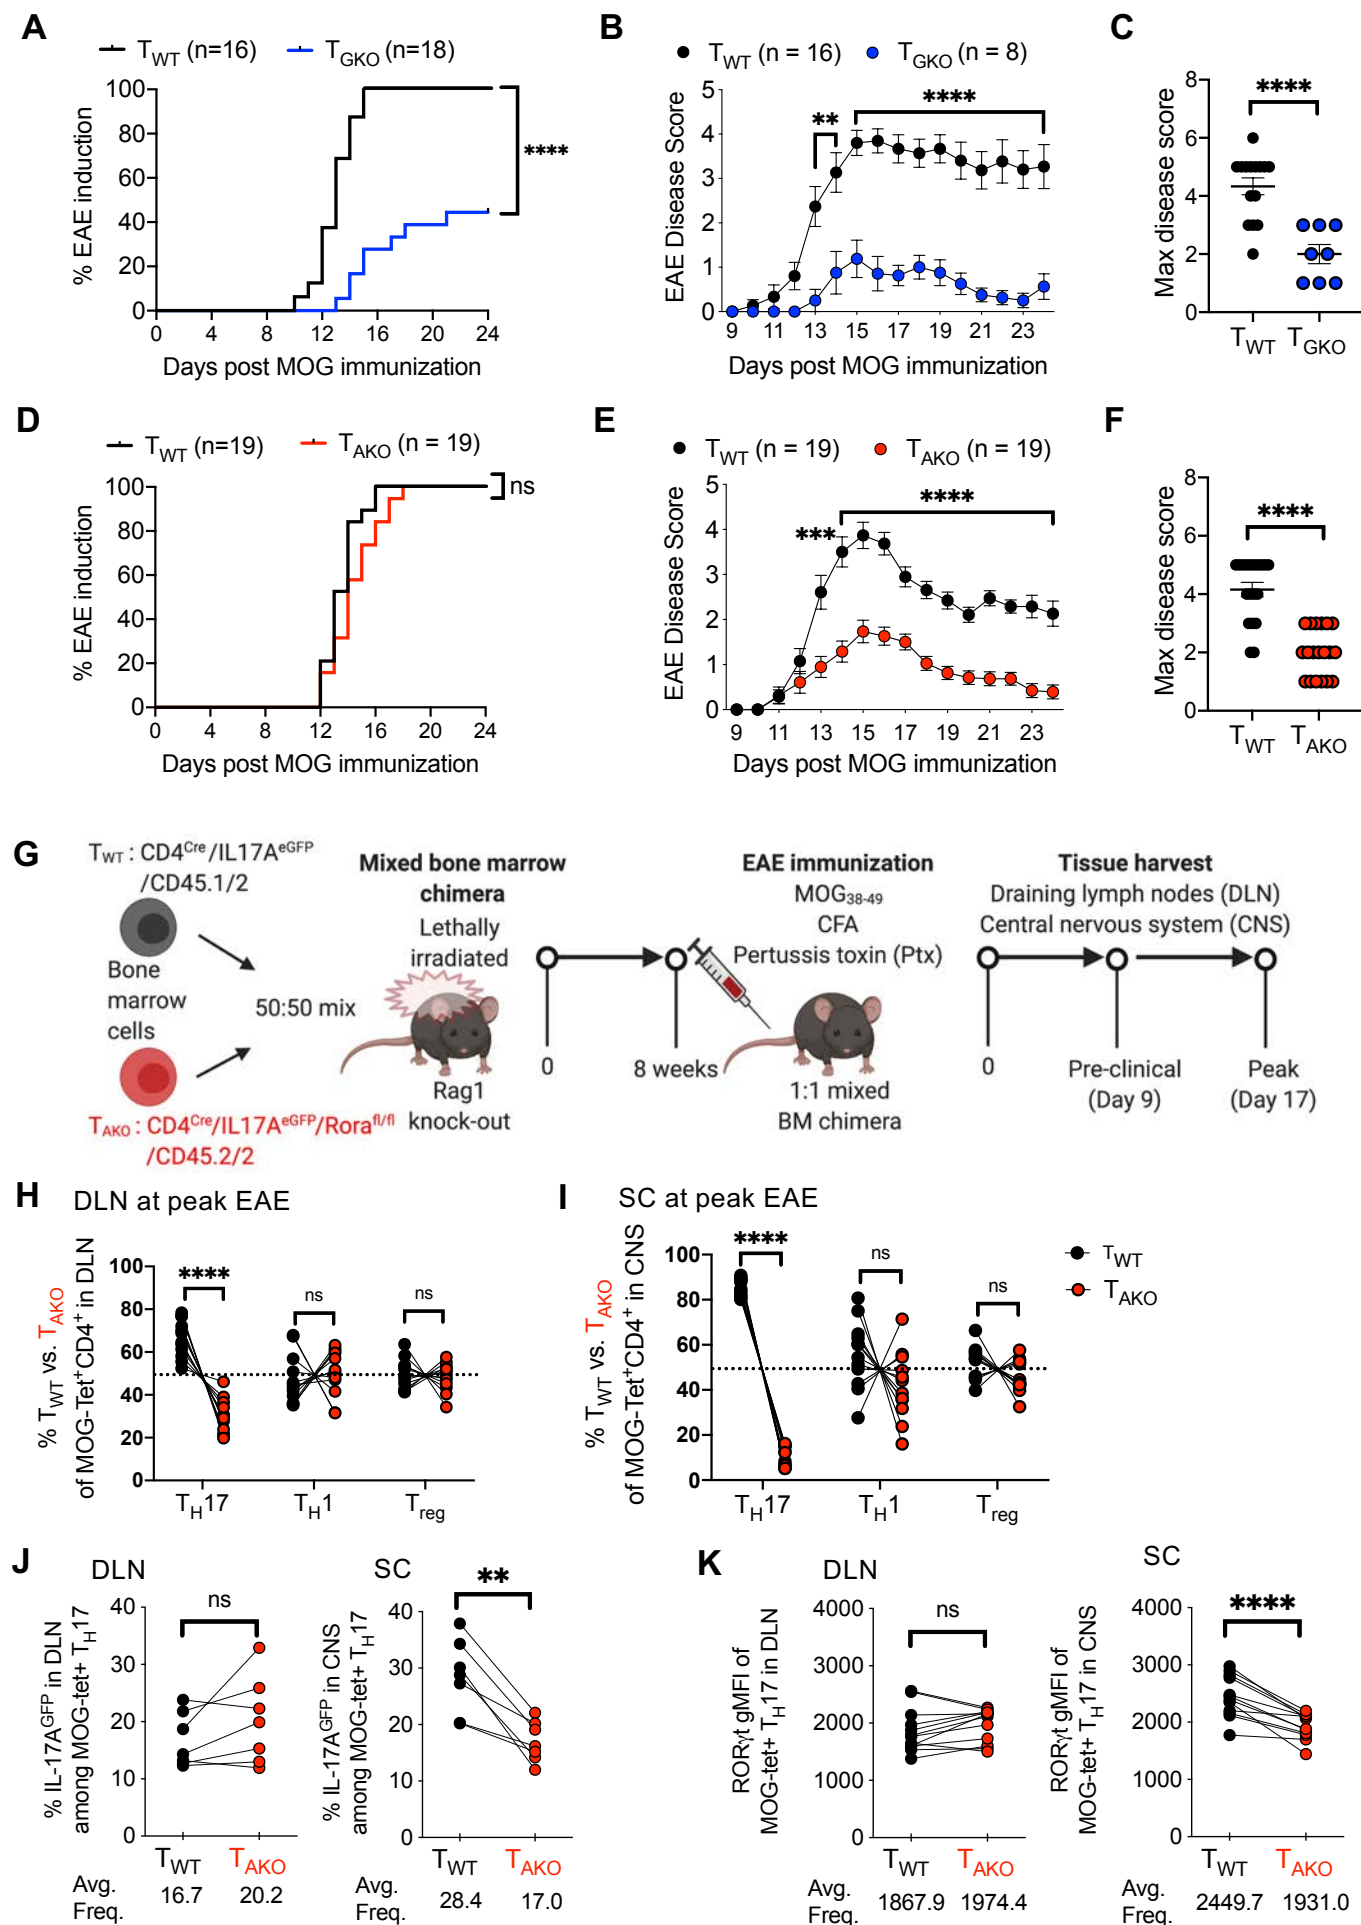 A
T_WT (n=16) T_GKO (n=18)
% EAE induction
100
80
60
40
20
0
****
0 4 8 12 16 20 24
Days post MOG immunization
B
T_WT (n = 16) T_GKO (n = 8)
EAE Disease Score
5
4
3
2
1
0
**
****
9 11 13 15 17 19 21 23
Days post MOG immunization
C
Max disease score
8
6
4
2
0
****
T_WT T_GKO
D
T_WT (n=19) T_AKO (n = 19)
% EAE induction
100
80
60
40
20
0
ns
0 4 8 12 16 20 24
Days post MOG immunization
E
T_WT (n = 19) T_AKO (n = 19)
EAE Disease Score
5
4
3
2
1
0
***
****
9 11 13 15 17 19 21 23
Days post MOG immunization
F
Max disease score
8
6
4
2
0
****
T_WT T_AKO
G
T_WT : CD4^Cre/IL17A^eGFP
/CD45.1/2
Bone
marrow
cells
T_AKO : CD4^Cre/IL17A^eGFP/Rora^fl/fl
/CD45.2/2
50:50 mix
Mixed bone marrow
chimera
Lethally
irradiated
Rag1
knock-out
0
8 weeks
EAE immunization
MOG_38-49
CFA
Pertussis toxin (Ptx)
1:1 mixed
BM chimera
Tissue harvest
Draining lymph nodes (DLN)
Central nervous system (CNS)
0
Pre-clinical
(Day 9)
Peak
(Day 17)
H
DLN at peak EAE
% T_WT vs. T_AKO
of MOG-Tet⁺CD4⁺ in DLN
100
80
60
40
20
0
****
ns
ns
T_H17 T_H1 T_reg
I
SC at peak EAE
% T_WT vs. T_AKO
of MOG-Tet⁺CD4⁺ in CNS
100
80
60
40
20
0
****
ns
ns
T_H17 T_H1 T_reg
T_WT
T_AKO
J
DLN
% IL-17A^GFP in DLN
among MOG-tet+ T_H17
40
30
20
10
0
ns
T_WT T_AKO
Avg.
Freq.
16.7 20.2
SC
% IL-17A^GFP in CNS
among MOG-tet+ T_H17
40
30
20
10
0
**
T_WT T_AKO
Avg.
Freq.
28.4 17.0
K
DLN
RORγt gMFI of
MOG-tet+ T_H17 in DLN
4000
3000
2000
1000
0
ns
T_WT T_AKO
Avg.
Freq.
1867.9 1974.4
SC
RORγt gMFI of
MOG-tet+ T_H17 in CNS
4000
3000
2000
1000
0
****
T_WT T_AKO
Avg.
Freq.
2449.7 1931.0